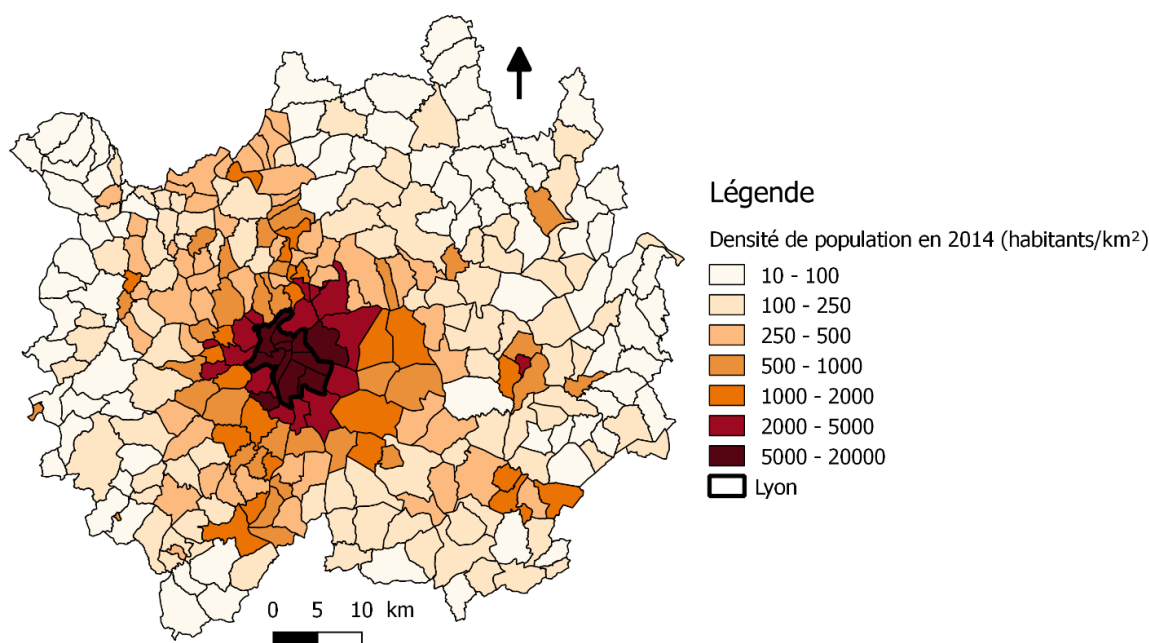 Légende
Densité de population en 2014 (habitants/km²)
10 - 100
100 - 250
250 - 500
500 - 1000
1000 - 2000
2000 - 5000
5000 - 20000
Lyon
0 5 10 km